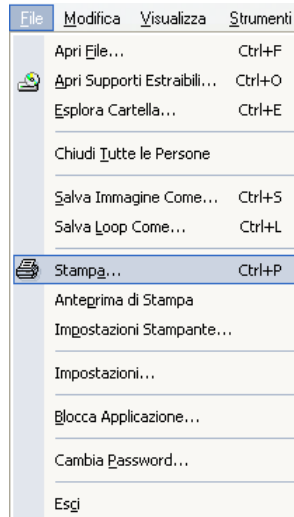 File Modifica Visualizza Strumenti
Apri File... Ctrl+F
Apri Supporti Estraibili... Ctrl+O
Esplora Cartella... Ctrl+E
Chiudi Tutte le Persone
Salva Immagine Come... Ctrl+S
Salva Loop Come... Ctrl+L
Stampa... Ctrl+P
Anteprima di Stampa
Impostazioni Stampante...
Impostazioni...
Blocca Applicazione...
Cambia Password...
Esci